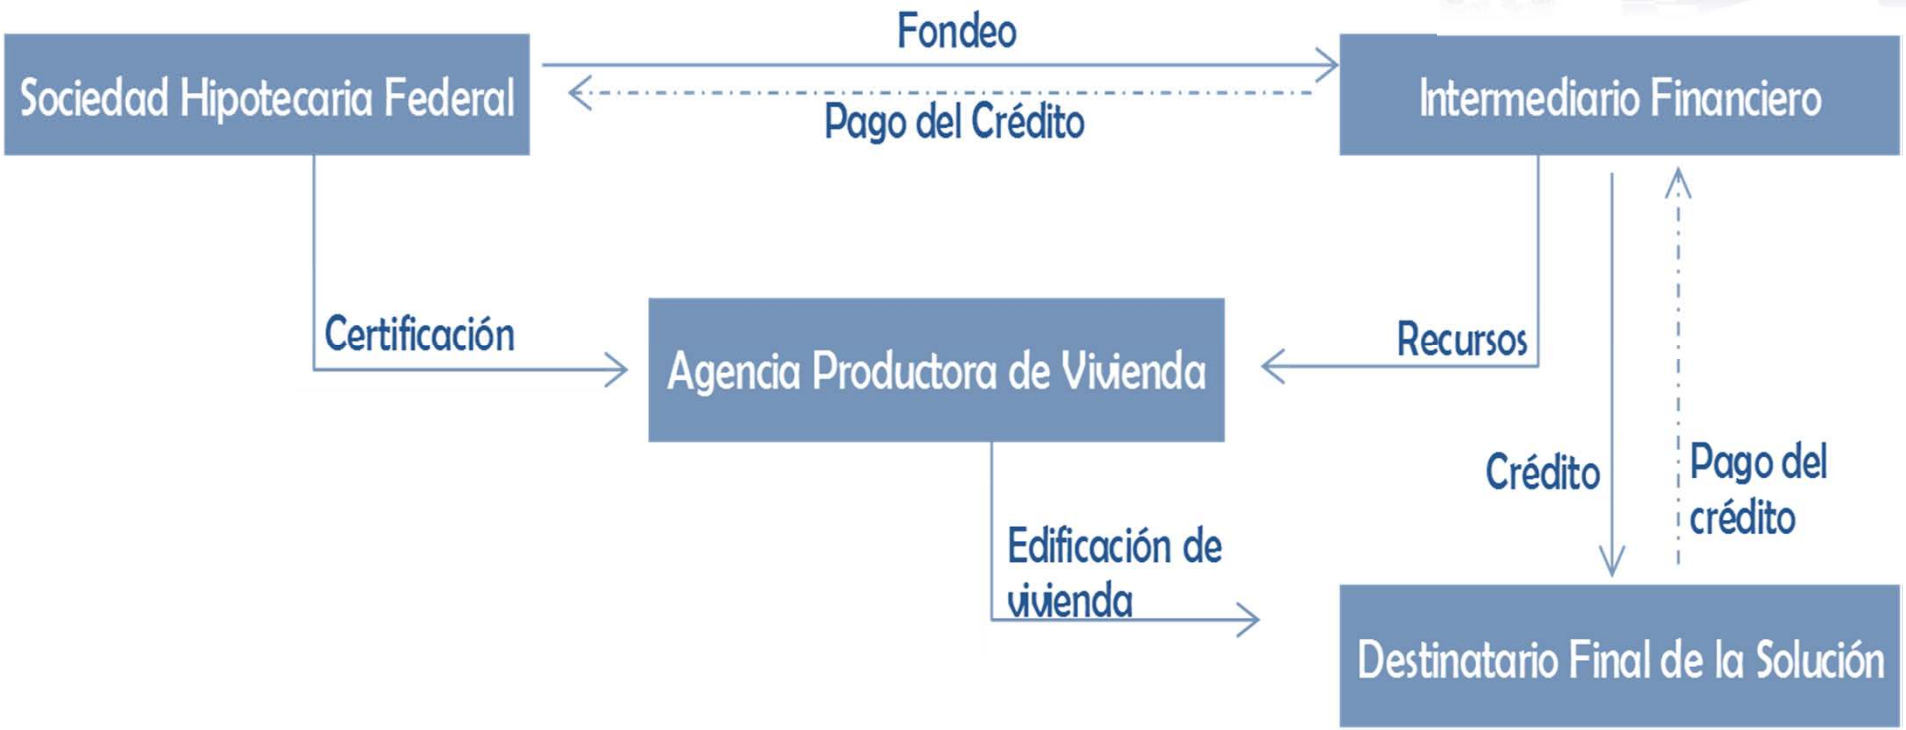 Fondeo
Sociedad Hipotecaria Federal
Intermediario Financiero
Pago del Crédito
Certificación
Agencia Productora de Vivienda
Recursos
Crédito
Pago del
crédito
Edificación de
vivienda
Destinatario Final de la Solución